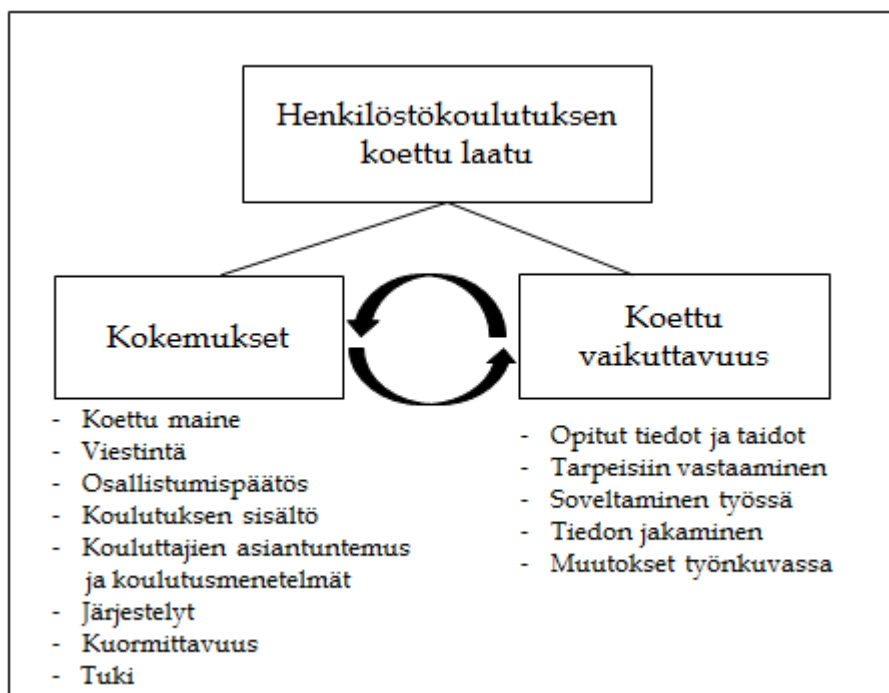 Henkilöstökoulutuksen
koettu laatu
Kokemukset
- Koettu maine
- Viestintä
- Osallistumispäätös
- Koulutuksen sisältö
- Kouluttajien asiantuntemus
ja koulutusmenetelmät
- Järjestelyt
- Kuormittavuus
- Tuki
Koettu
vaikuttavuus
- Opitut tiedot ja taidot
- Tarpeisiin vastaaminen
- Soveltaminen työssä
- Tiedon jakaminen
- Muutokset työnkuvassa